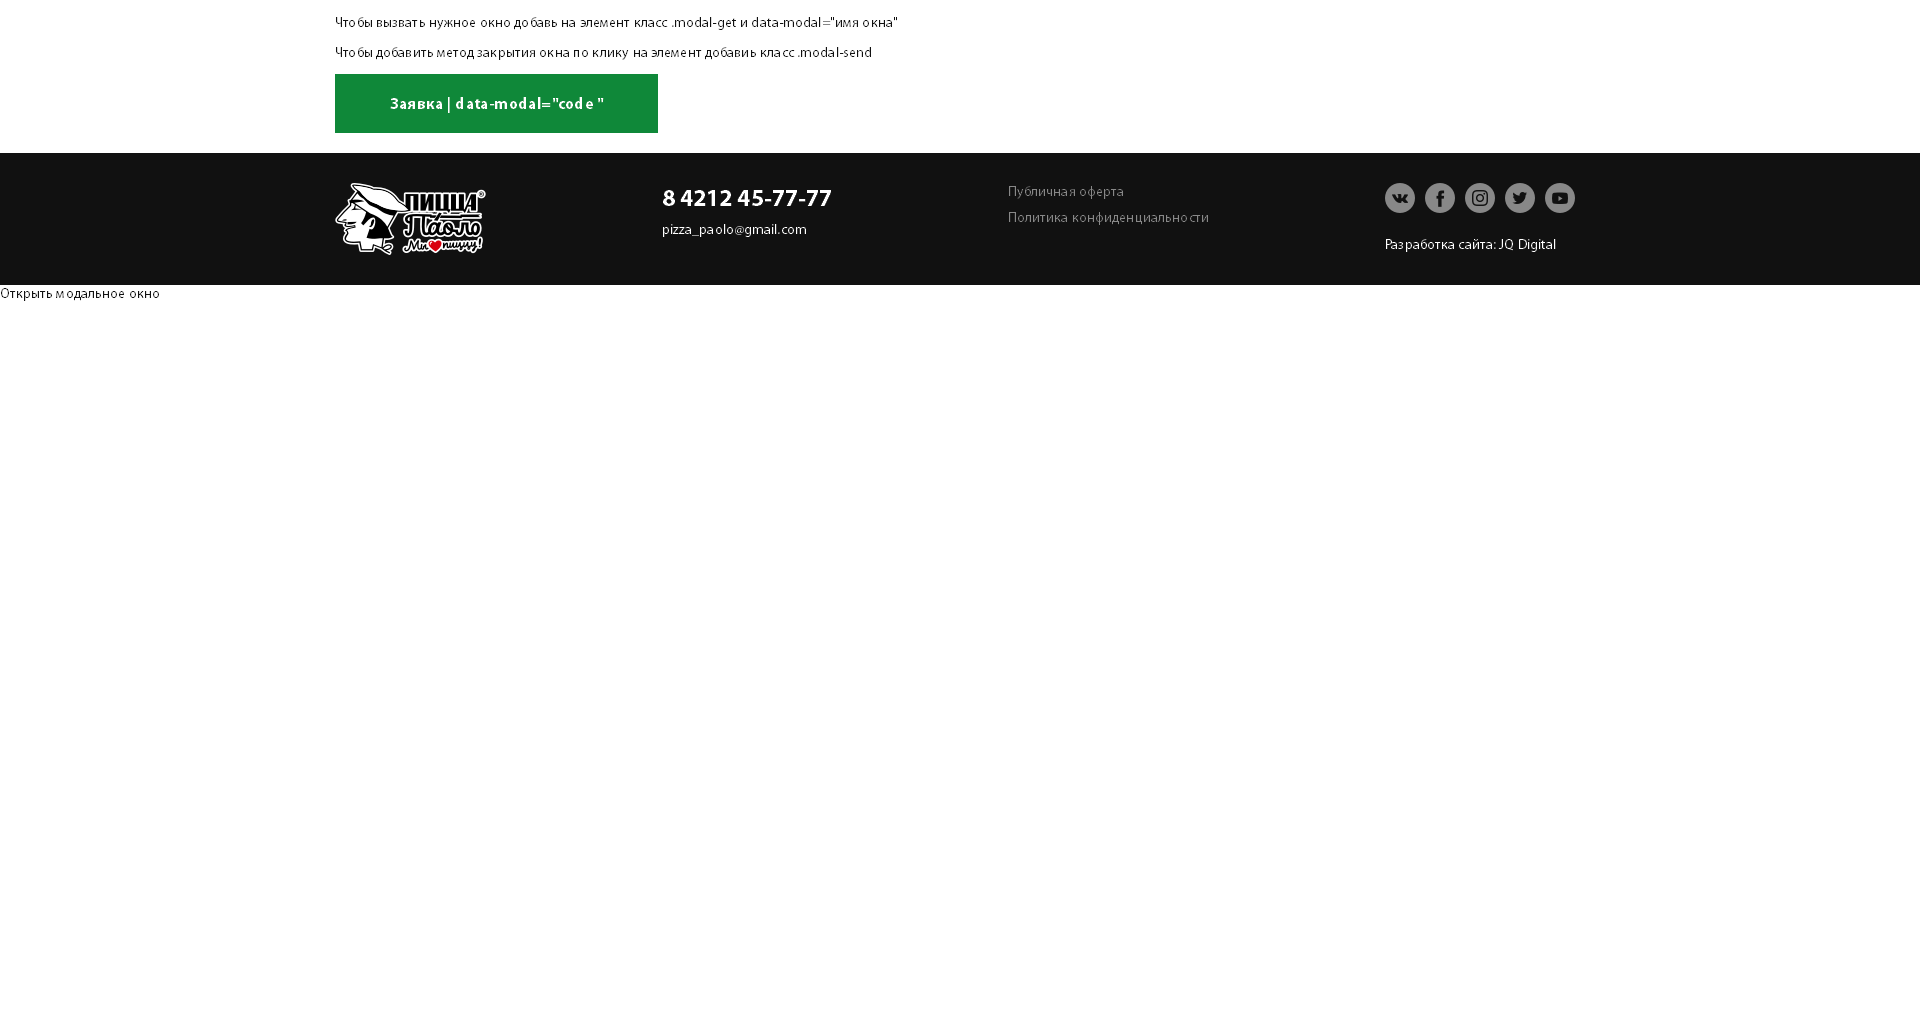 Чтобы вызвать нужное окно добавь на элемент класс .modal-get и data-modal="имя окна"
Чтобы добавить метод закрытия окна по клику на элемент добавиь класс .modal-send
Заявка | data-modal="code "
ПИЦЦА®
Паоло
Мы пиццу!
8 4212 45-77-77
pizza_paolo@gmail.com
Публичная оферта
Политика конфиденциальности
Разработка сайта: JQ Digital
Открыть модальное окно